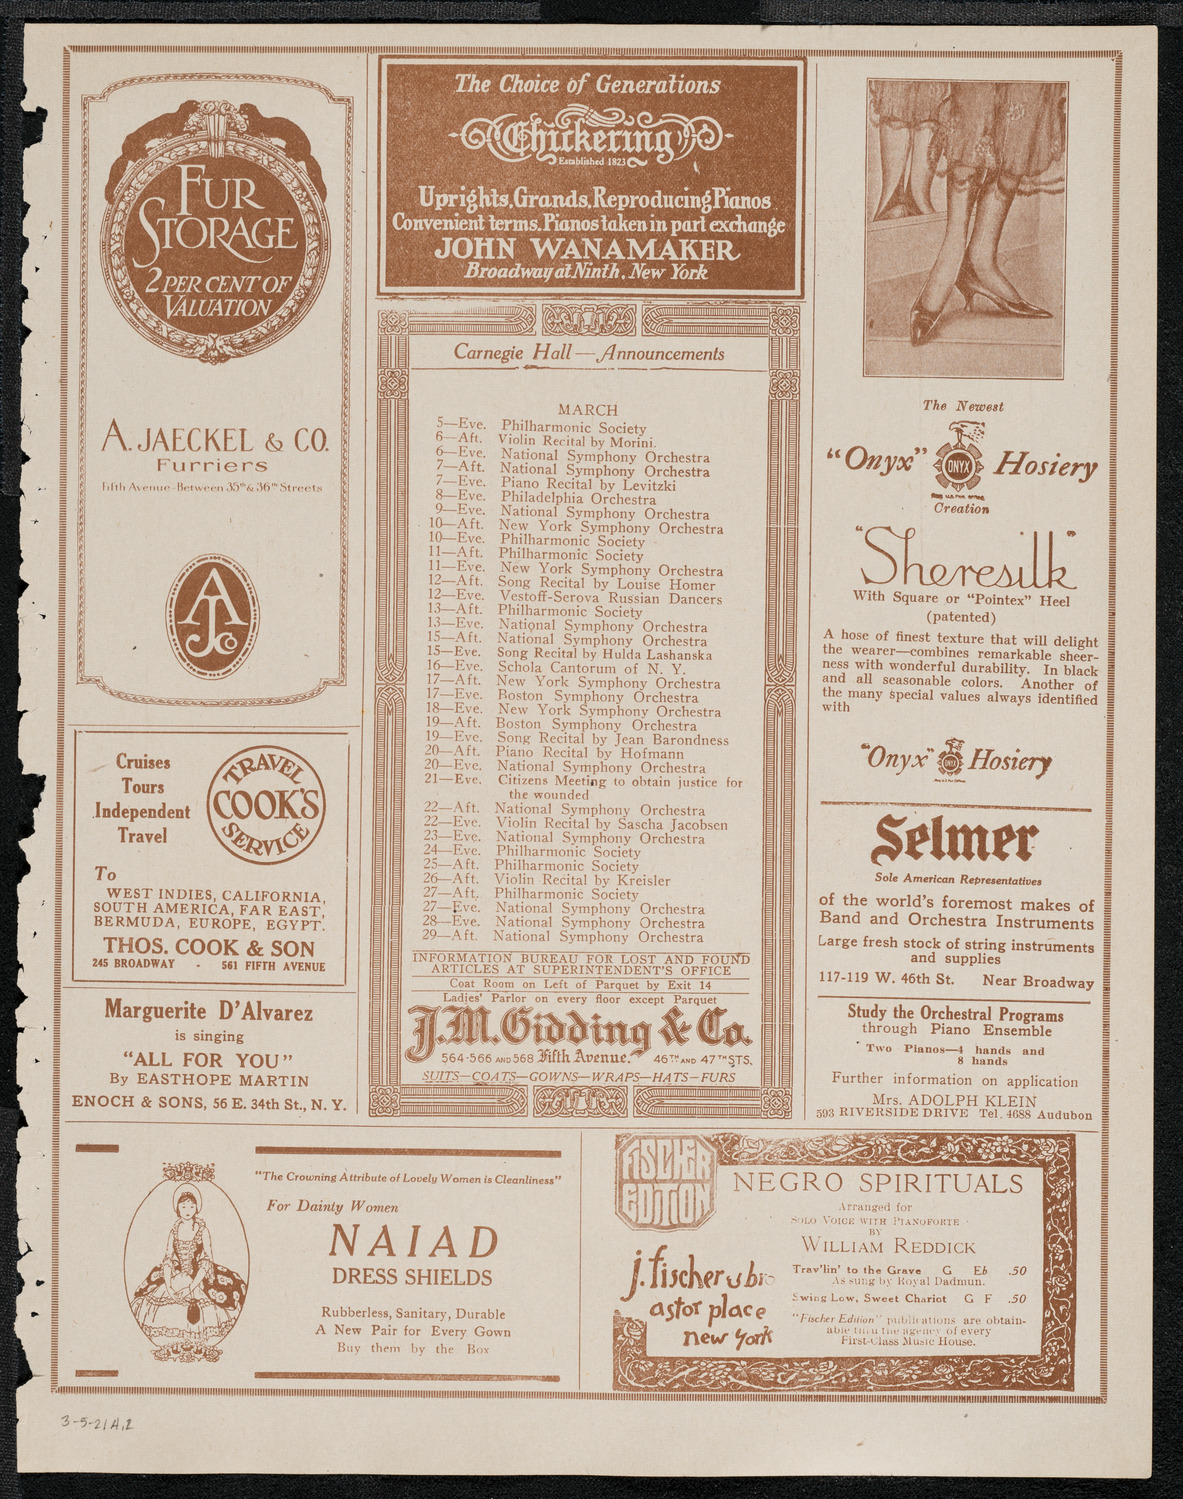 FUR
STORAGE
2 PER CENT OF
VALUATION
A. JAECKEL & CO.
Furriers
Fifth Avenue-Between 35th & 36th Streets
A
J Co
Cruises
Tours
Independent
Travel
TRAVEL
COOK'S
SERVICE
To
WEST INDIES, CALIFORNIA,
SOUTH AMERICA, FAR EAST,
BERMUDA, EUROPE, EGYPT.
THOS. COOK & SON
245 BROADWAY - 561 FIFTH AVENUE
Marguerite D'Alvarez
is singing
"ALL FOR YOU"
By EASTHOPE MARTIN
ENOCH & SONS, 56 E. 34th St., N. Y.
The Choice of Generations
Chickering
Established 1823
Uprights, Grands, Reproducing Pianos
Convenient terms. Pianos taken in part exchange
JOHN WANAMAKER
Broadway at Ninth, New York
Carnegie Hall—Announcements
MARCH
5—Eve. Philharmonic Society
6—Aft. Violin Recital by Morini.
6—Eve. National Symphony Orchestra
7—Aft. National Symphony Orchestra
7—Eve. Piano Recital by Levitzki
8—Eve. Philadelphia Orchestra
9—Eve. National Symphony Orchestra
10—Aft. New York Symphony Orchestra
10—Eve. Philharmonic Society
11—Aft. Philharmonic Society
11—Eve. New York Symphony Orchestra
12—Aft. Song Recital by Louise Homer
12—Eve. Vestoff-Serova Russian Dancers
13—Aft. Philharmonic Society
13—Eve. National Symphony Orchestra
15—Aft. National Symphony Orchestra
15—Eve. Song Recital by Hulda Lashanska
16—Eve. Schola Cantorum of N. Y.
17—Aft. New York Symphony Orchestra
17—Eve. Boston Symphony Orchestra
18—Eve. New York Symphony Orchestra
19—Aft. Boston Symphony Orchestra
19—Eve. Song Recital by Jean Barondness
20—Aft. Piano Recital by Hofmann
20—Eve. National Symphony Orchestra
21—Eve. Citizens Meeting to obtain justice for
the wounded
22—Aft. National Symphony Orchestra
22—Eve. Violin Recital by Sascha Jacobsen
23—Eve. National Symphony Orchestra
24—Eve. Philharmonic Society
25—Aft. Philharmonic Society
26—Aft. Violin Recital by Kreisler
27—Aft. Philharmonic Society
27—Eve. National Symphony Orchestra
28—Eve. National Symphony Orchestra
29—Aft. National Symphony Orchestra
INFORMATION BUREAU FOR LOST AND FOUND
ARTICLES AT SUPERINTENDENT'S OFFICE
Coat Room on Left of Parquet by Exit 14
Ladies' Parlor on every floor except Parquet
J.M. Gidding & Co.
564-566 AND 568 Fifth Avenue. 46TH AND 47TH STS.
SUITS—COATS—GOWNS—WRAPS—HATS—FURS
The Newest
"Onyx" ONYX Hosiery
Creation
"Sheresilk"
With Square or "Pointex" Heel
(patented)
A hose of finest texture that will delight
the wearer—combines remarkable sheer-
ness with wonderful durability. In black
and all seasonable colors. Another of
the many special values always identified
with
"Onyx" ONYX Hosiery
Selmer
Sole American Representatives
of the world's foremost makes of
Band and Orchestra Instruments
Large fresh stock of string instruments
and supplies
117-119 W. 46th St. Near Broadway
Study the Orchestral Programs
through Piano Ensemble
Two Pianos—4 hands and
8 hands
Further information on application
Mrs. ADOLPH KLEIN
593 RIVERSIDE DRIVE Tel. 4688 Audubon
"The Crowning Attribute of Lovely Women is Cleanliness"
For Dainty Women
NAIAD
DRESS SHIELDS
Rubberless, Sanitary, Durable
A New Pair for Every Gown
Buy them by the Box
FISCHER
EDITION
j. fischer & bro
astor place
new york
NEGRO SPIRITUALS
Arranged for
SOLO VOICE WITH PIANOFORTE
BY
WILLIAM REDDICK
Trav'lin' to the Grave G Eb .50
As sung by Royal Dadmun.
Swing Low, Sweet Chariot G F .50
"Fischer Edition" publications are obtain-
able thru the agency of every
First-Class Music House.
3-5-21A,2